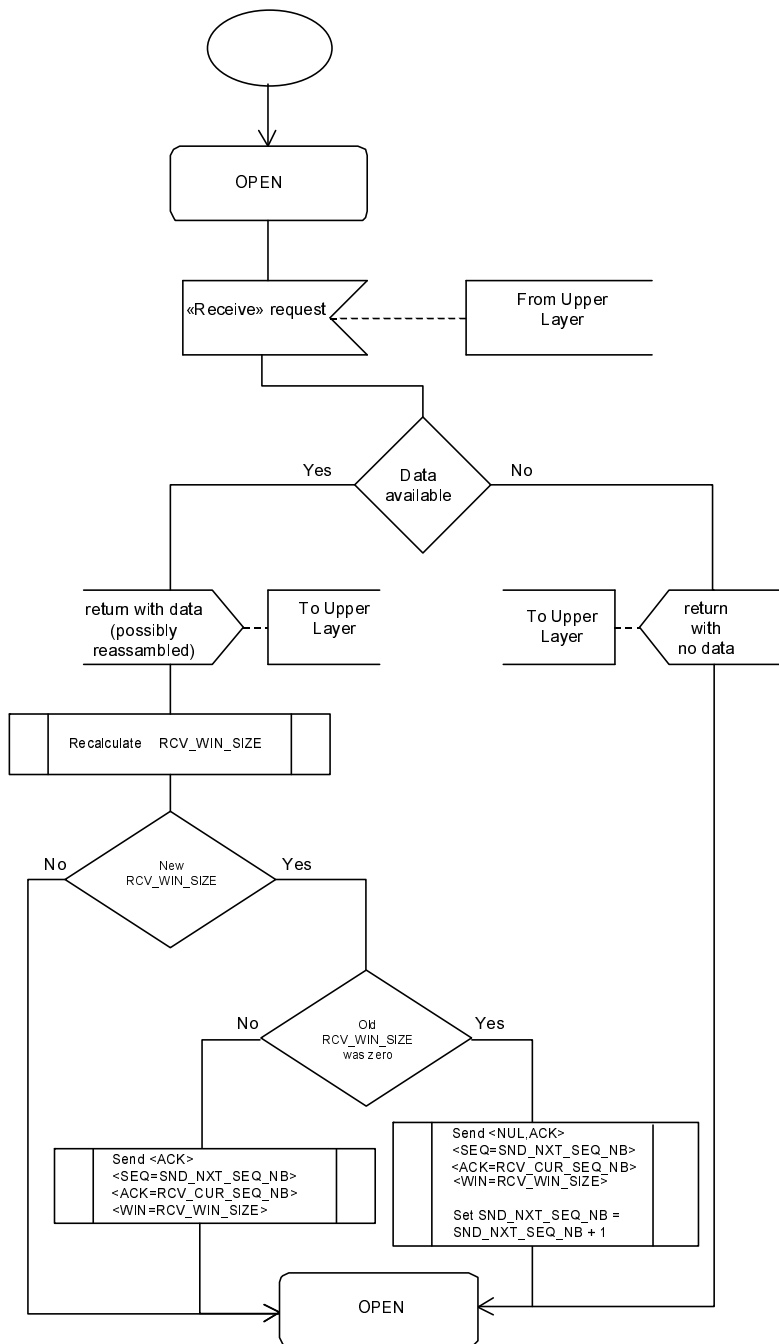 OPEN
«Receive» request
From Upper
Layer
Yes
Data
available
No
return with data
(possibly
reassambled)
To Upper
Layer
To Upper
Layer
return
with
no data
Recalculate RCV_WIN_SIZE
No
New
RCV_WIN_SIZE
Yes
No
Old
RCV_WIN_SIZE
was zero
Yes
Send <ACK>
<SEQ=SND_NXT_SEQ_NB>
<ACK=RCV_CUR_SEQ_NB>
<WIN=RCV_WIN_SIZE>
Send <NUL,ACK>
<SEQ=SND_NXT_SEQ_NB>
<ACK=RCV_CUR_SEQ_NB>
<WIN=RCV_WIN_SIZE>
Set SND_NXT_SEQ_NB =
SND_NXT_SEQ_NB + 1
OPEN